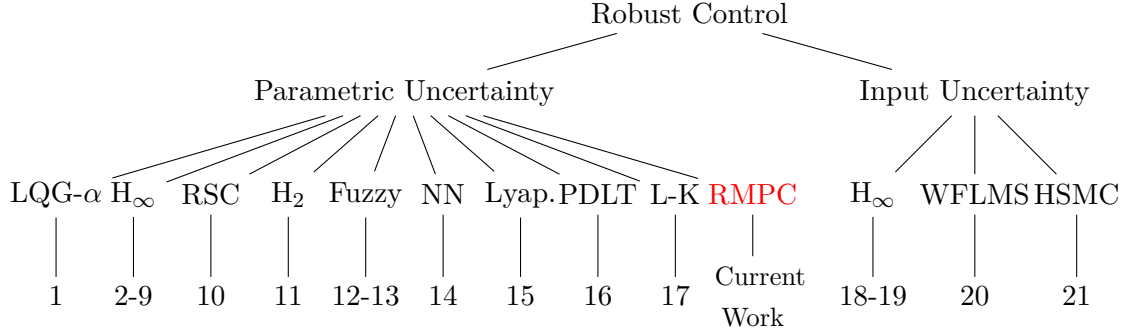 Robust Control
Parametric Uncertainty Input Uncertainty
LQG-α H∞ RSC H₂ Fuzzy NN Lyap. PDLT L-K RMPC H∞ WFLMS HSMC
1 2-9 10 11 12-13 14 15 16 17 Current Work 18-19 20 21